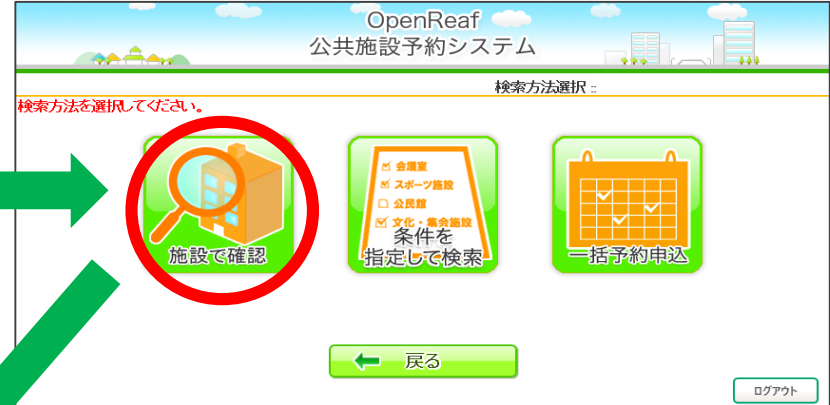 OpenReaf
公共施設予約システム
検索方法選択 ::
検索方法を選択してください。
施設で確認
会議室
スポーツ施設
公民館
文化・集会施設
条件を
指定して検索
一括予約申込
戻る
ログアウト